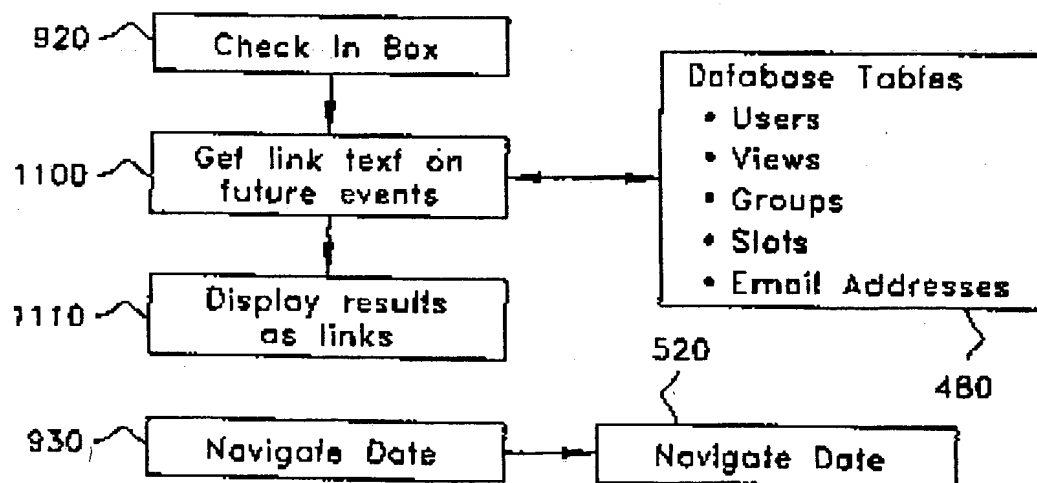 920
Check In Box
1100
Get link text on
future events
1110
Display results
as links
Database Tables
• Users
• Views
• Groups
• Slots
• Email Addresses
480
520
930
Navigate Date
Navigate Date